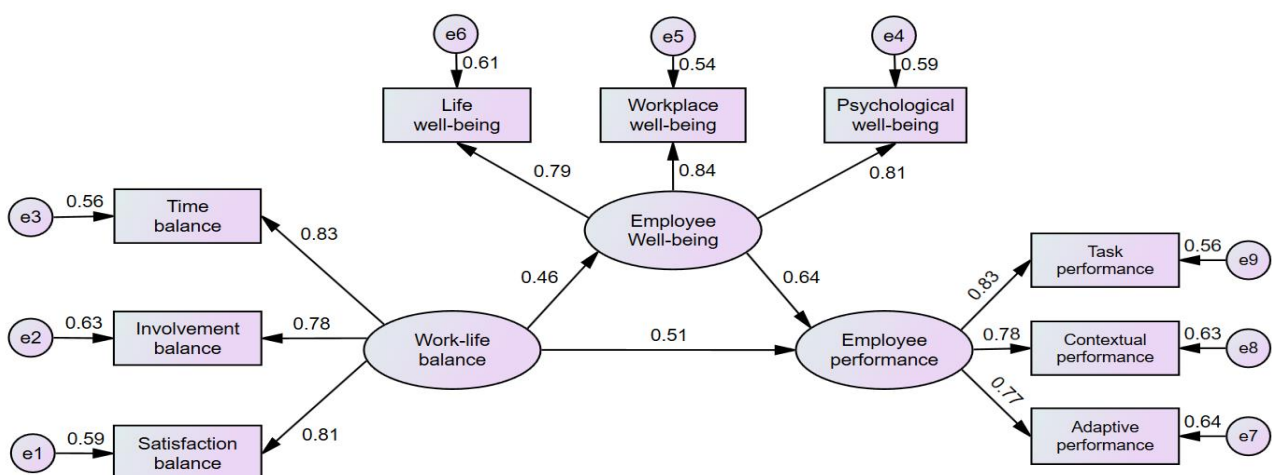 e6
e5
e4
0.61
0.54
0.59
Life
well-being
Workplace
well-being
Psychological
well-being
0.79
0.84
0.81
e3
0.56
Time
balance
0.83
Employee
Well-being
0.46
0.64
Task
performance
0.56
e9
0.83
e2
0.63
Involvement
balance
0.78
Work-life
balance
0.51
Employee
performance
0.78
Contextual
performance
0.63
e8
0.77
e1
0.59
Satisfaction
balance
0.81
Adaptive
performance
0.64
e7